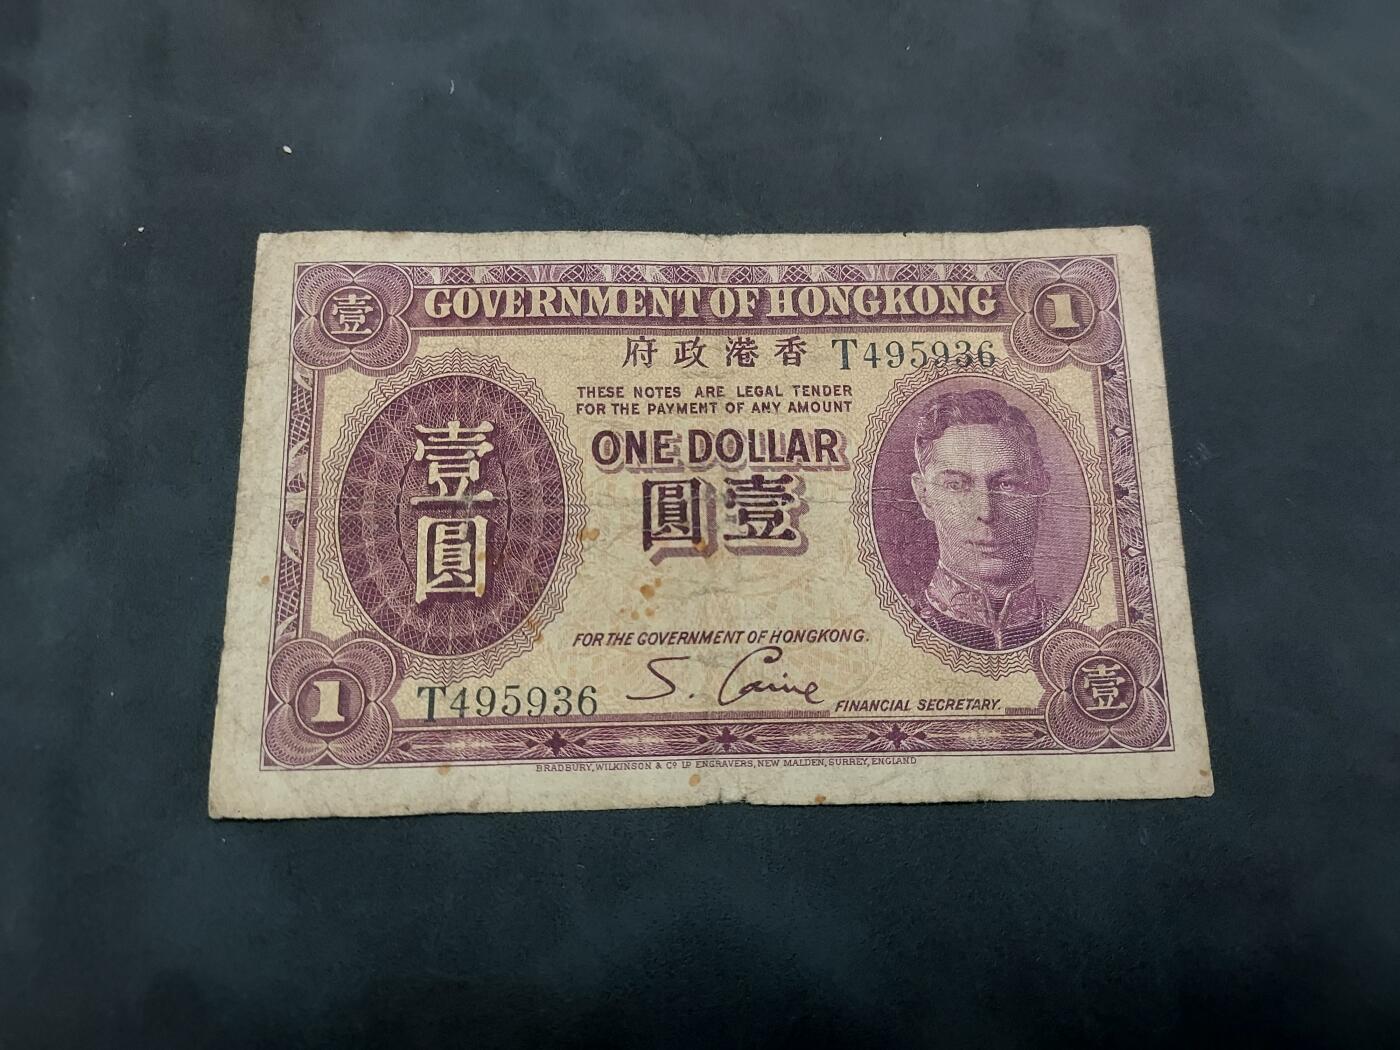 壹
GOVERNMENT OF HONGKONG
1
府政港香
T495936
THESE NOTES ARE LEGAL TENDER
FOR THE PAYMENT OF ANY AMOUNT
ONE DOLLAR
圓壹
壹
圓
FOR THE GOVERNMENT OF HONGKONG.
S. Caine
FINANCIAL SECRETARY.
1
T495936
壹
BRADBURY, WILKINSON & Co LD ENGRAVERS, NEW MALDEN, SURREY, ENGLAND